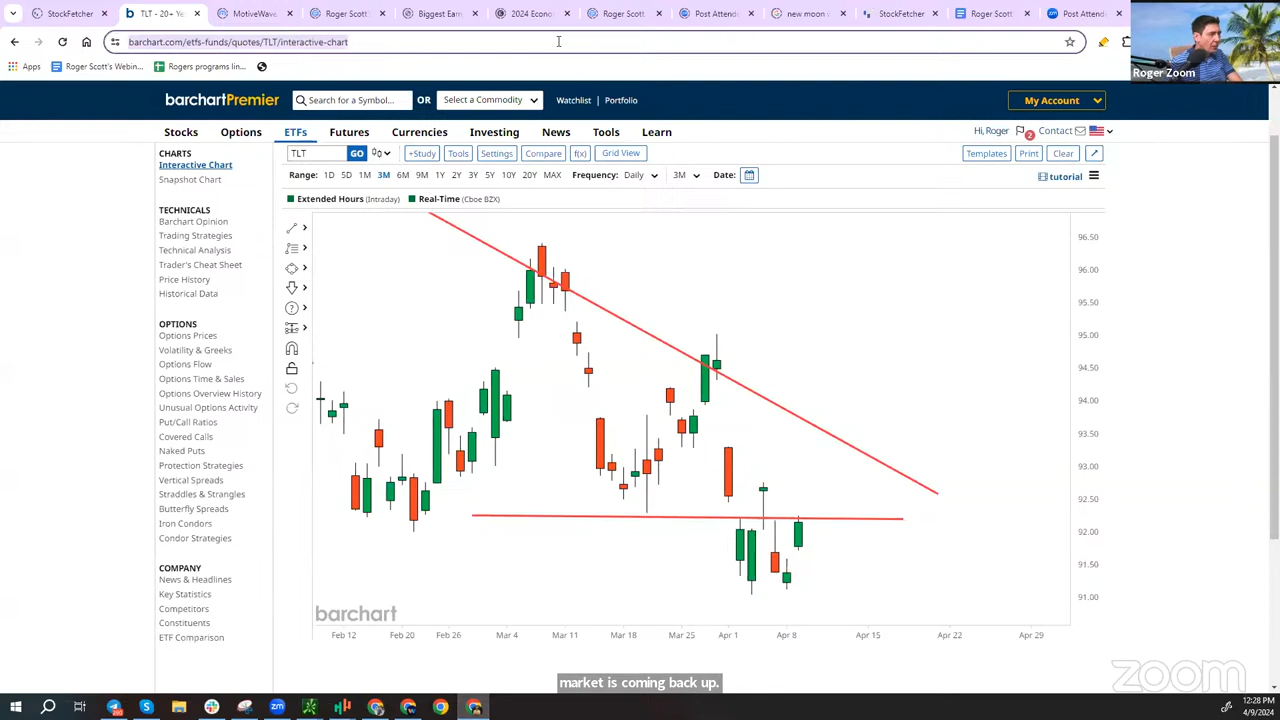 StockFetcher
TLT - 20+ Ye
MotiveWave
Roger Scott'
Biggest Earn
2024 Econo
Roger Scott
Post Attend
new moon -
StockFetcher
Roger Scott
Post Attend
barchart.com/etfs-funds/quotes/TLT/interactive-chart
Apps
Roger Scott's Webin...
Rogers programs lin...
Roger Zoom
barchartPremier
Search for a Symbol...
OR
Select a Commodity
Watchlist
Portfolio
My Account
Stocks
Options
ETFs
Futures
Currencies
Investing
News
Tools
Learn
Hi, Roger
2
Contact
CHARTS
Interactive Chart
Snapshot Chart
TLT
GO
+Study
Tools
Settings
Compare
f(x)
Grid View
Templates
Print
Clear
Range: 1D 5D 1M 3M 6M 9M 1Y 2Y 3Y 5Y 10Y 20Y MAX
Frequency: Daily
3M
Date:
tutorial
Extended Hours (Intraday)
Real-Time (Cboe BZX)
TECHNICALS
Barchart Opinion
Trading Strategies
Technical Analysis
Trader's Cheat Sheet
Price History
Historical Data
OPTIONS
Options Prices
Volatility & Greeks
Options Flow
Options Time & Sales
Options Overview History
Unusual Options Activity
Put/Call Ratios
Covered Calls
Naked Puts
Protection Strategies
Vertical Spreads
Straddles & Strangles
Butterfly Spreads
Iron Condors
Condor Strategies
COMPANY
News & Headlines
Key Statistics
Competitors
Constituents
ETF Comparison
96.50
96.00
95.50
95.00
94.50
94.00
93.50
93.00
92.50
92.00
91.50
91.00
barchart
Feb 12
Feb 20
Feb 26
Mar 4
Mar 11
Mar 18
Mar 25
Apr 1
Apr 8
Apr 15
Apr 22
Apr 29
market is coming back up.
zoom
12:28 PM
4/9/2024